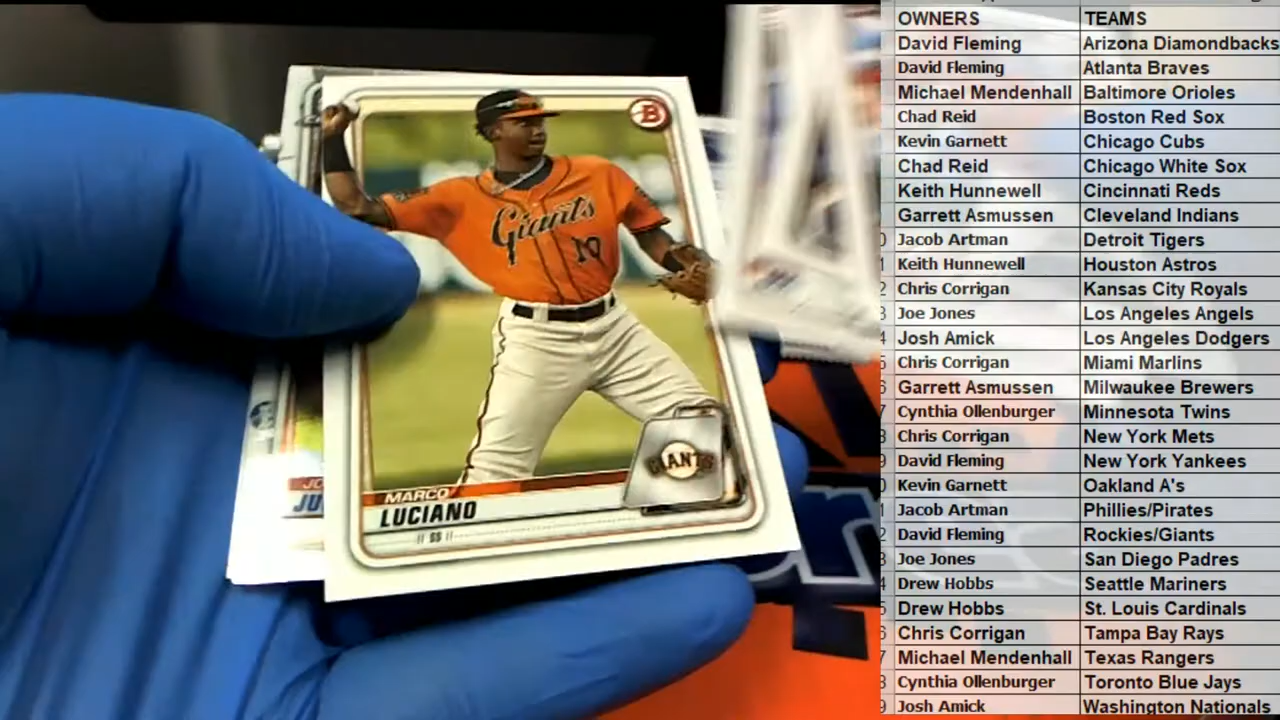 B
Giants
10
GIANTS
MARCO
LUCIANO
SS
JU
OWNERS TEAMS
David Fleming Arizona Diamondbacks
David Fleming Atlanta Braves
Michael Mendenhall Baltimore Orioles
Chad Reid Boston Red Sox
Kevin Garnett Chicago Cubs
Chad Reid Chicago White Sox
Keith Hunnewell Cincinnati Reds
Garrett Asmussen Cleveland Indians
Jacob Artman Detroit Tigers
Keith Hunnewell Houston Astros
Chris Corrigan Kansas City Royals
Joe Jones Los Angeles Angels
Josh Amick Los Angeles Dodgers
Chris Corrigan Miami Marlins
Garrett Asmussen Milwaukee Brewers
Cynthia Ollenburger Minnesota Twins
Chris Corrigan New York Mets
David Fleming New York Yankees
Kevin Garnett Oakland A's
Jacob Artman Phillies/Pirates
David Fleming Rockies/Giants
Joe Jones San Diego Padres
Drew Hobbs Seattle Mariners
Drew Hobbs St. Louis Cardinals
Chris Corrigan Tampa Bay Rays
Michael Mendenhall Texas Rangers
Cynthia Ollenburger Toronto Blue Jays
Josh Amick Washington Nationals